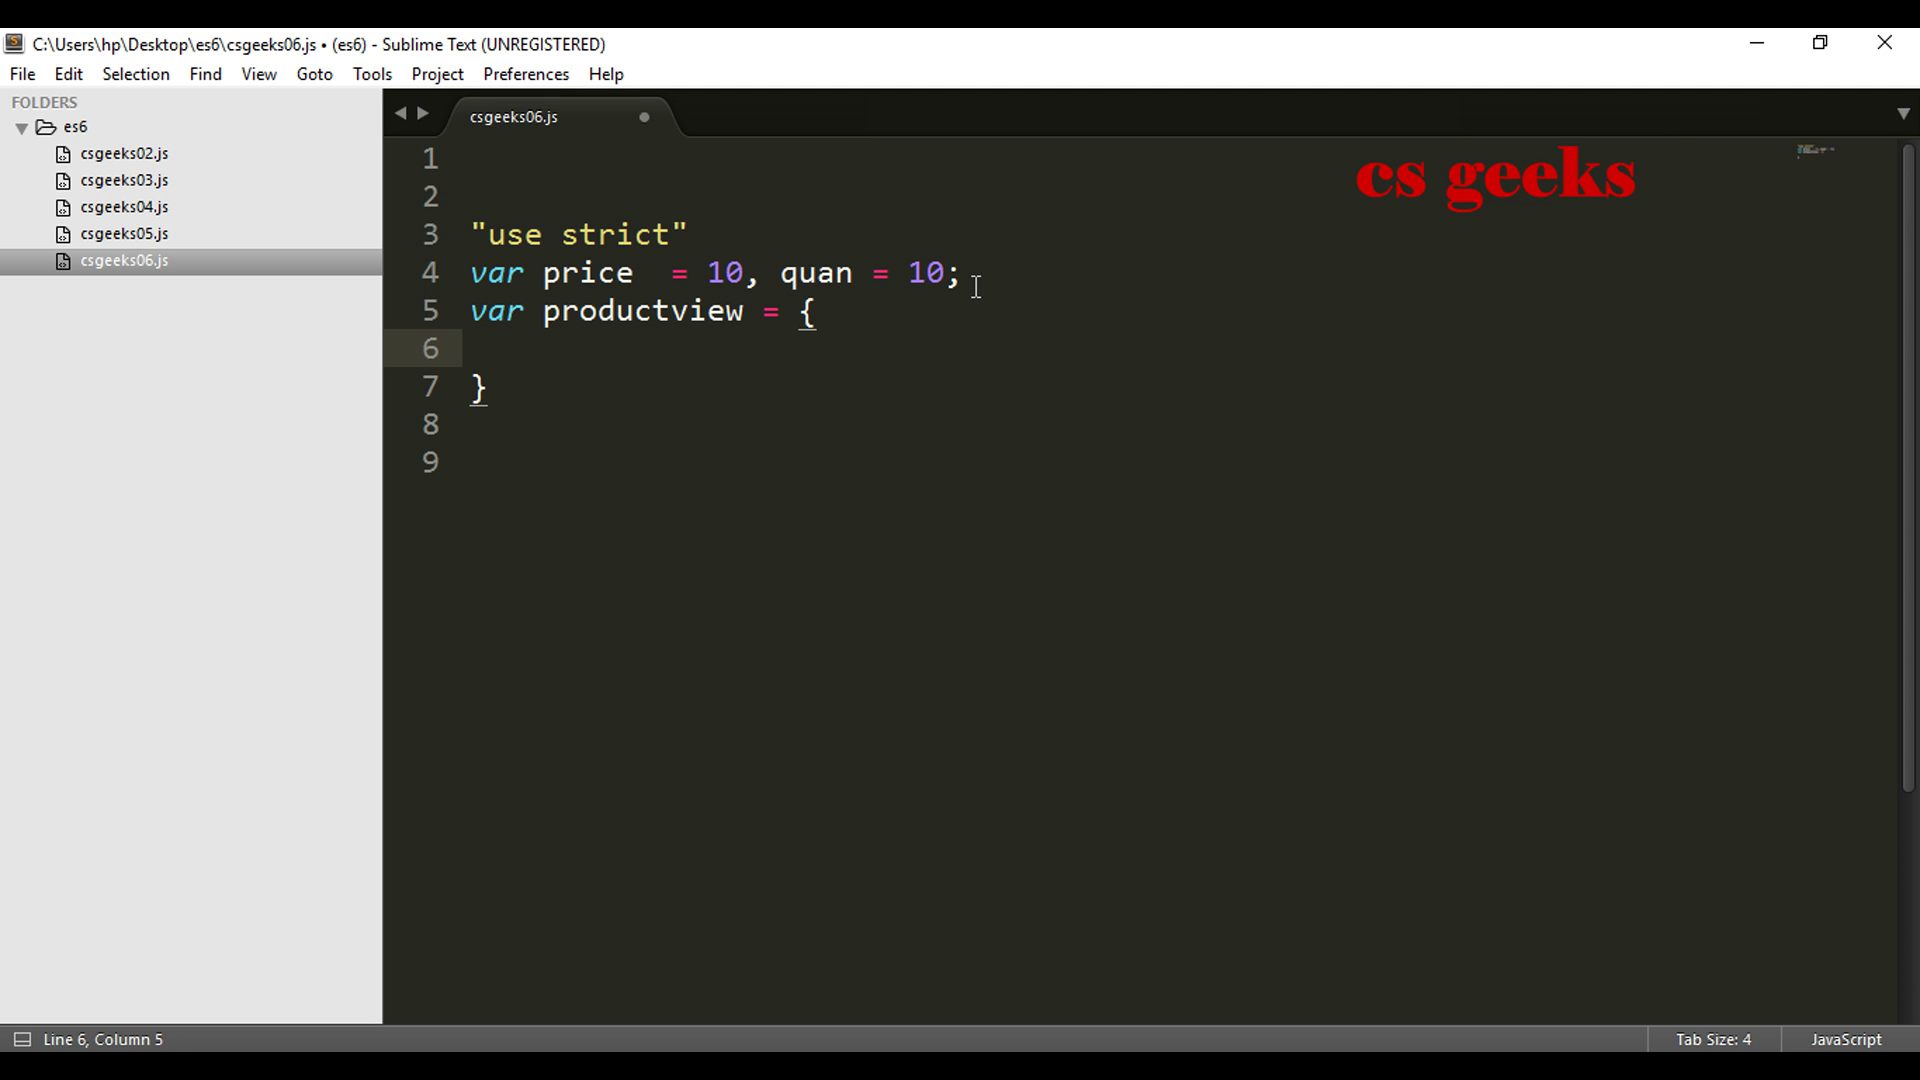 C:\Users\hp\Desktop\es6\csgeeks06.js • (es6) - Sublime Text (UNREGISTERED)
File Edit Selection Find View Goto Tools Project Preferences Help
FOLDERS
es6
csgeeks02.js
csgeeks03.js
csgeeks04.js
csgeeks05.js
csgeeks06.js
csgeeks06.js
cs geeks
1
2
3 "use strict"
4 var price  = 10, quan = 10;
5 var productview = {
6
7 }
8
9
Line 6, Column 5
Tab Size: 4
JavaScript